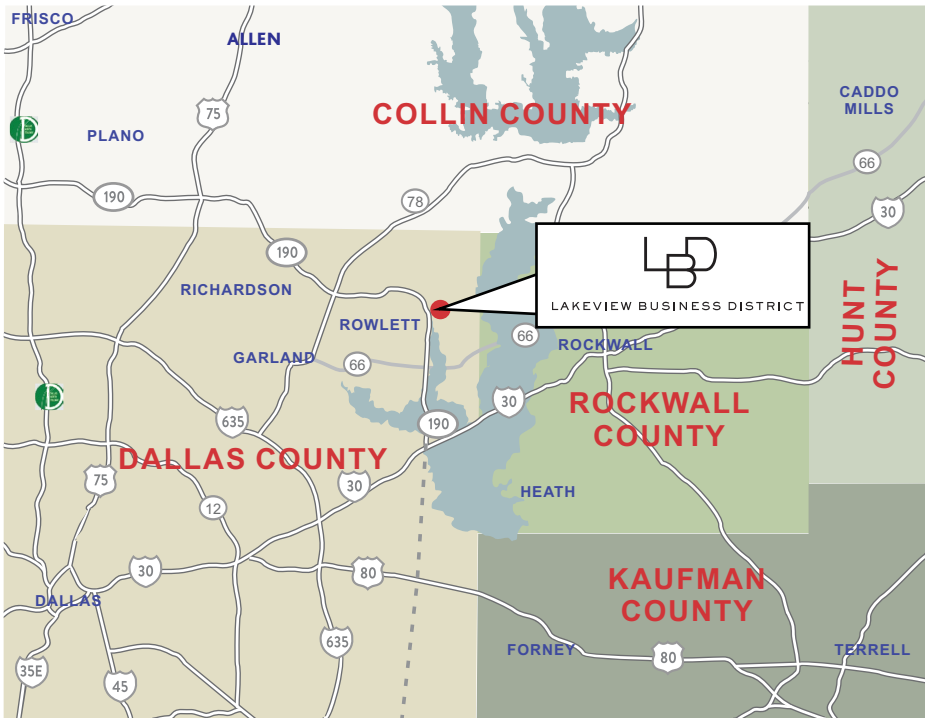 FRISCO
ALLEN
75
CADDO
MILLS
COLLIN COUNTY
PLANO
66
190
78
30
190
LBD
LAKEVIEW BUSINESS DISTRICT
RICHARDSON
HUNT
COUNTY
ROWLETT
66
ROCKWALL
GARLAND
66
30
ROCKWALL
COUNTY
635
190
DALLAS COUNTY
75
30
HEATH
12
30
80
KAUFMAN
COUNTY
DALLAS
635
FORNEY
80
TERRELL
35E
45